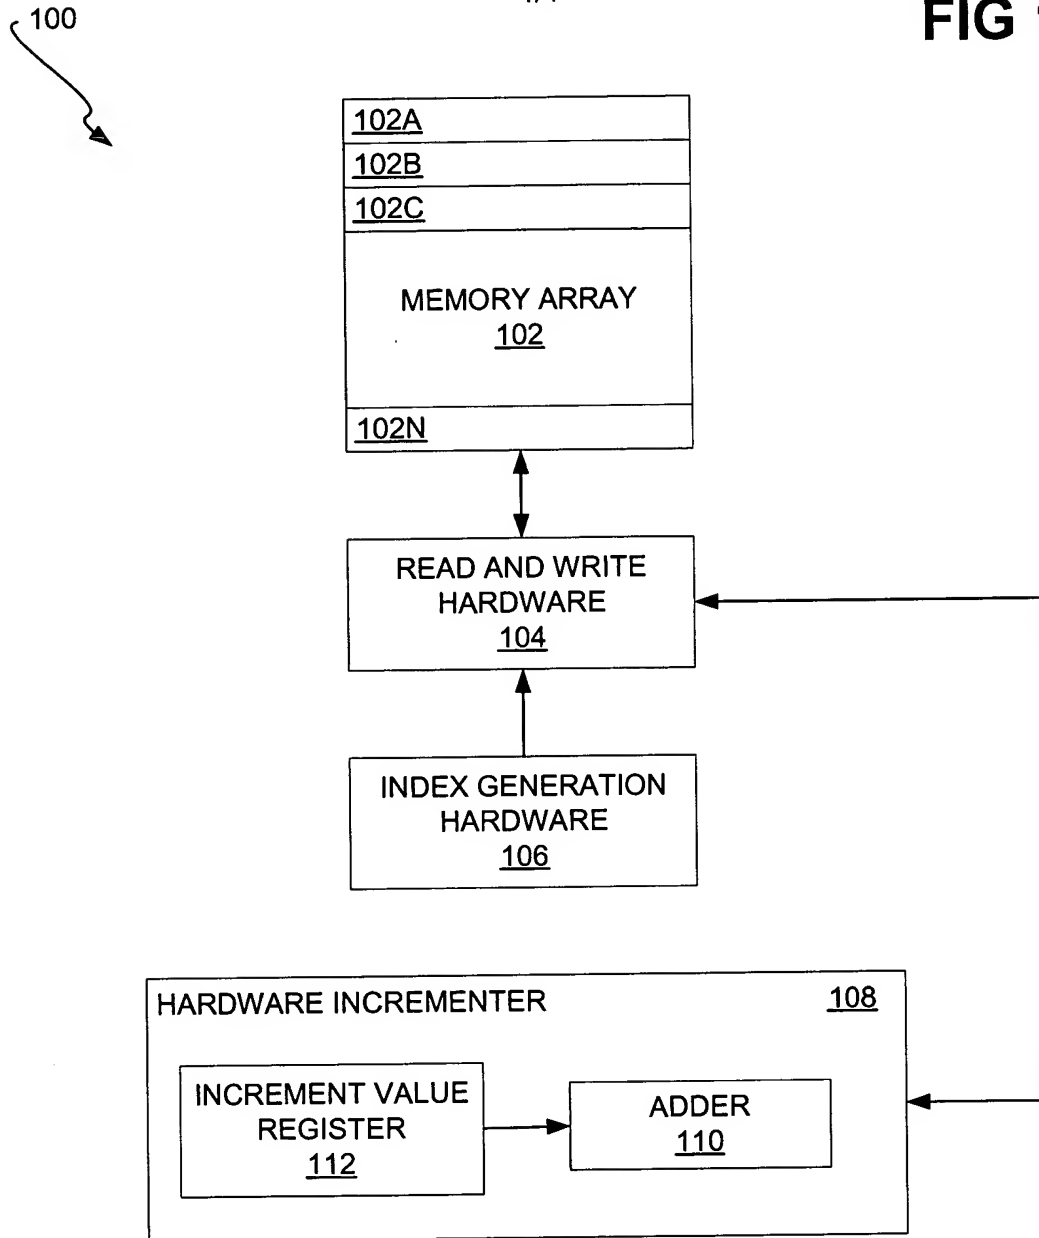 100
FIG
102A
102B
102C
MEMORY ARRAY
102
102N
READ AND WRITE
HARDWARE
104
INDEX GENERATION
HARDWARE
106
HARDWARE INCREMENTER
108
INCREMENT VALUE
REGISTER
112
ADDER
110